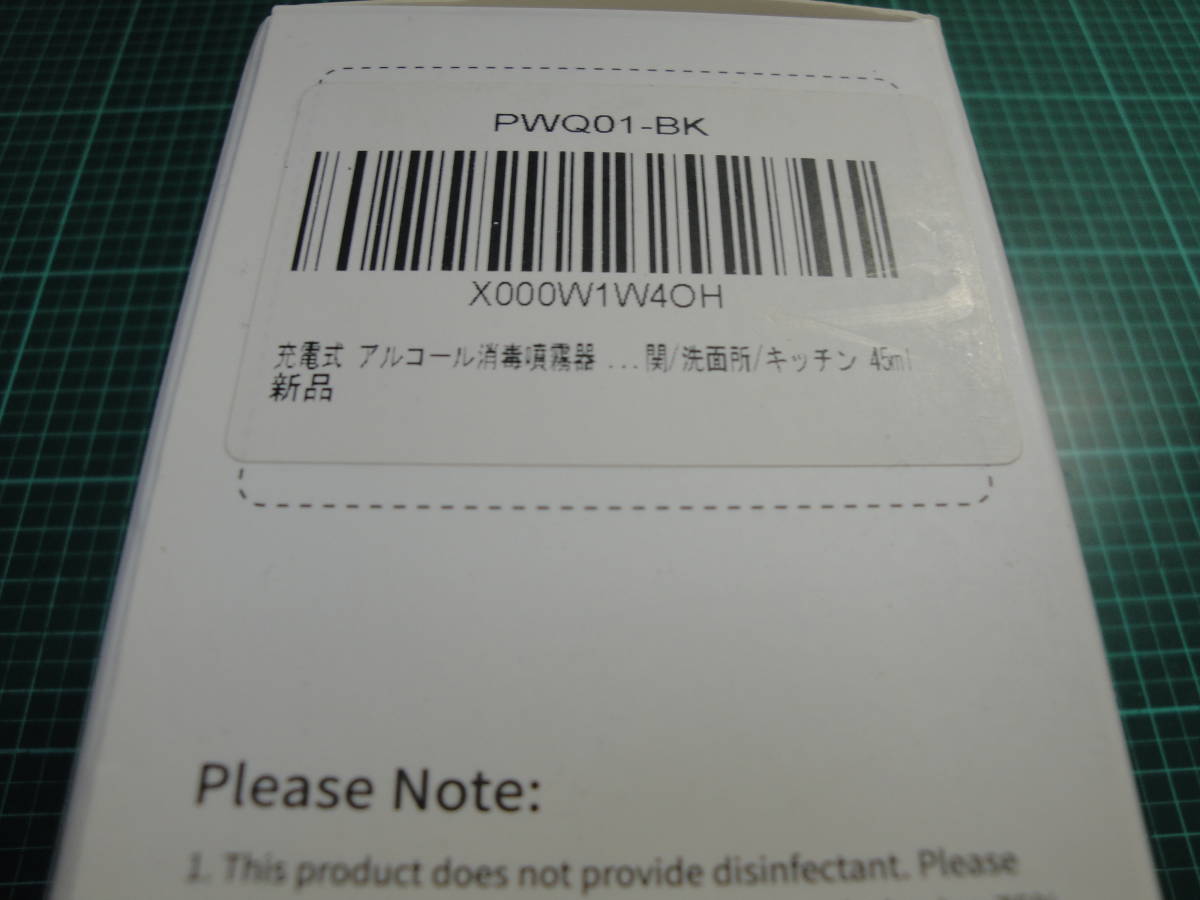 PWQ01-BK
X000W1W4OH
充電式 アルコール消毒噴霧器 ...関/洗面所/キッチン 45ml
新品
Please Note:
1. This product does not provide disinfectant. Please